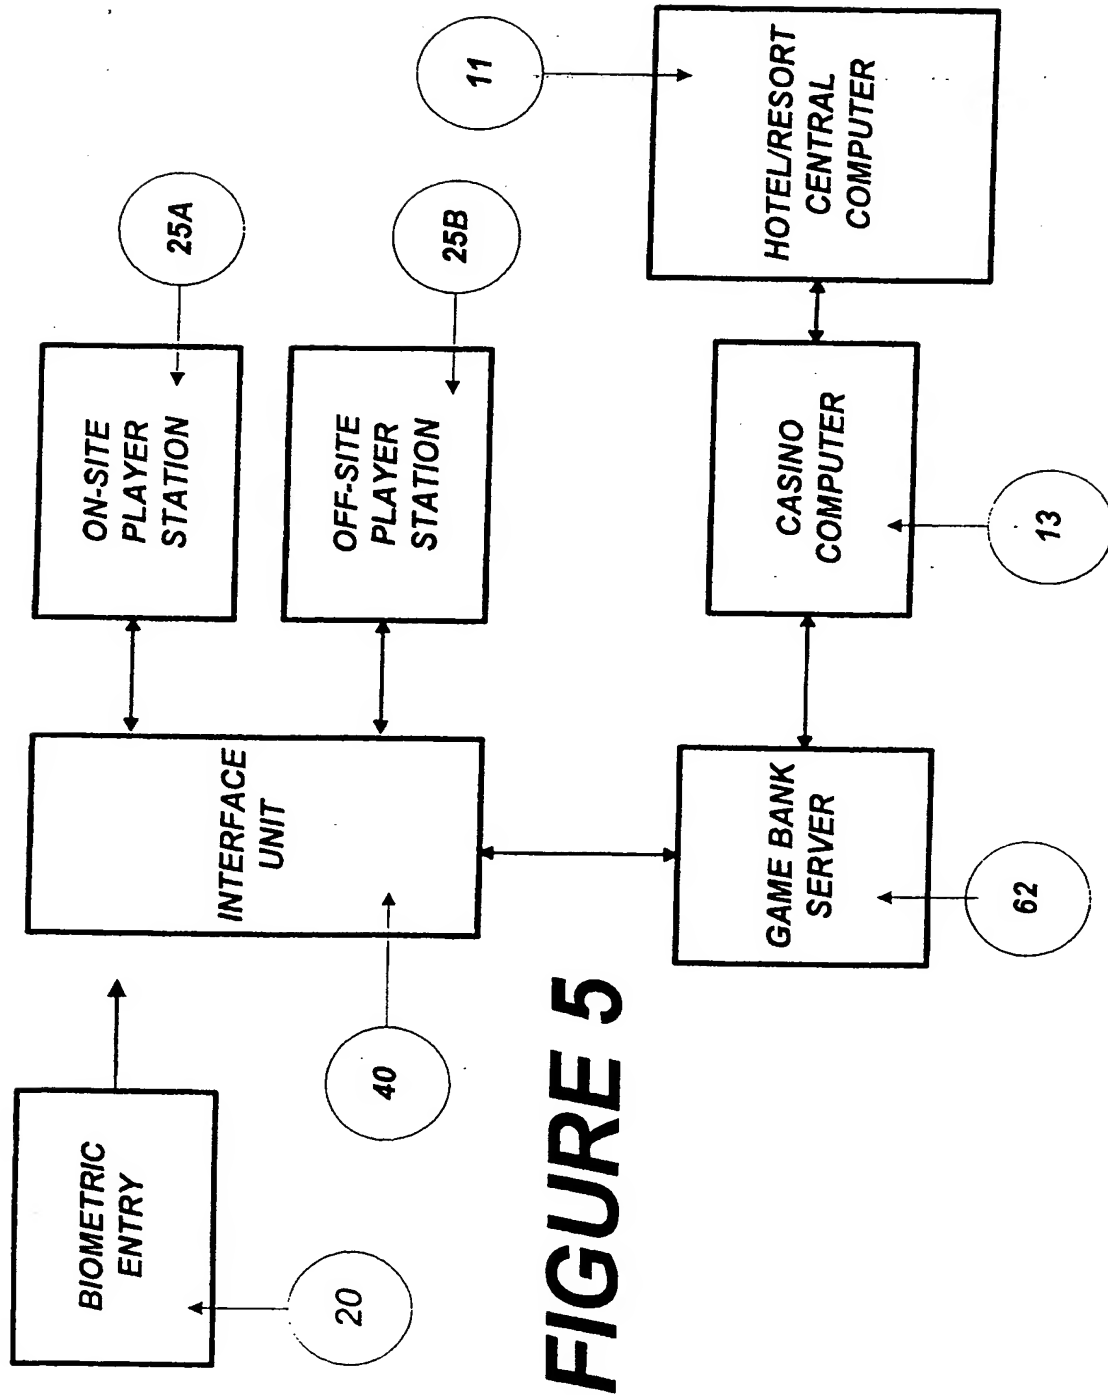 BIOMETRIC
ENTRY
20
INTERFACE
UNIT
40
ON-SITE
PLAYER
STATION
25A
OFF-SITE
PLAYER
STATION
25B
GAME BANK
SERVER
62
CASINO
COMPUTER
13
HOTEL/RESORT
CENTRAL
COMPUTER
11
FIGURE 5